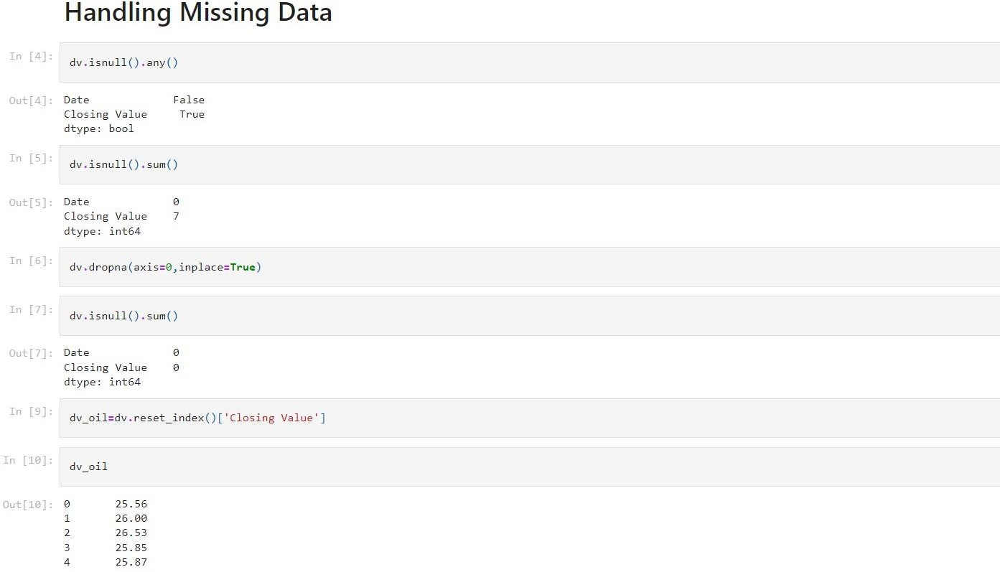 Handling Missing Data
In [4]:
dv.isnull().any()
Out[4]:
Date             False
Closing Value     True
dtype: bool
In [5]:
dv.isnull().sum()
Out[5]:
Date             0
Closing Value    7
dtype: int64
In [6]:
dv.dropna(axis=0,inplace=True)
In [7]:
dv.isnull().sum()
Out[7]:
Date             0
Closing Value    0
dtype: int64
In [9]:
dv_oil=dv.reset_index()['Closing Value']
In [10]:
dv_oil
Out[10]:
0       25.56
1       26.00
2       26.53
3       25.85
4       25.87